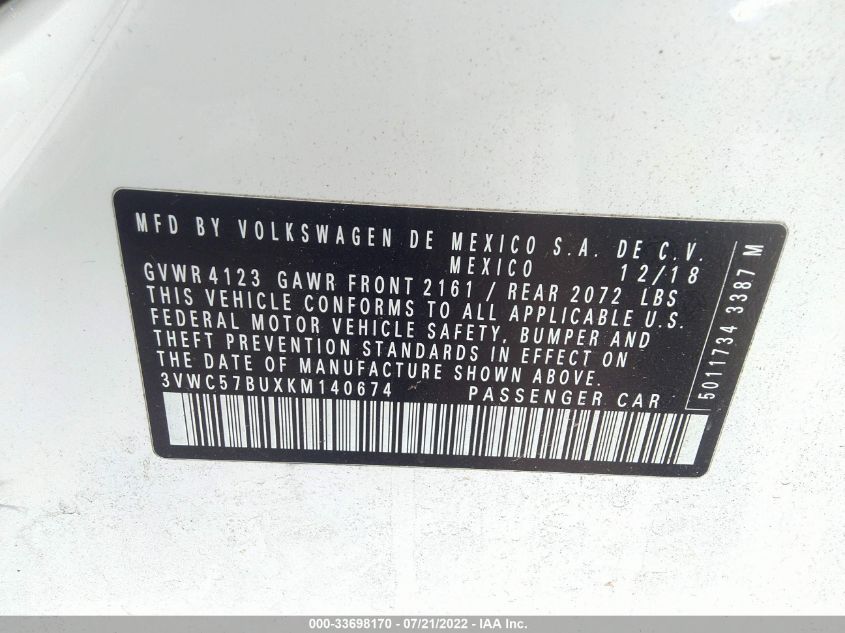 MFD BY VOLKSWAGEN DE MEXICO S.A. DE C.V.
MEXICO 12/18
GVWR 4123 GAWR FRONT 2161 / REAR 2072 LBS
THIS VEHICLE CONFORMS TO ALL APPLICABLE U.S.
FEDERAL MOTOR VEHICLE SAFETY, BUMPER AND
THEFT PREVENTION STANDARDS IN EFFECT ON
THE DATE OF MANUFACTURE SHOWN ABOVE.
3VWC57BUXKM140674 PASSENGER CAR
5011734 3387 M
000-33698170 - 07/21/2022 - IAA Inc.